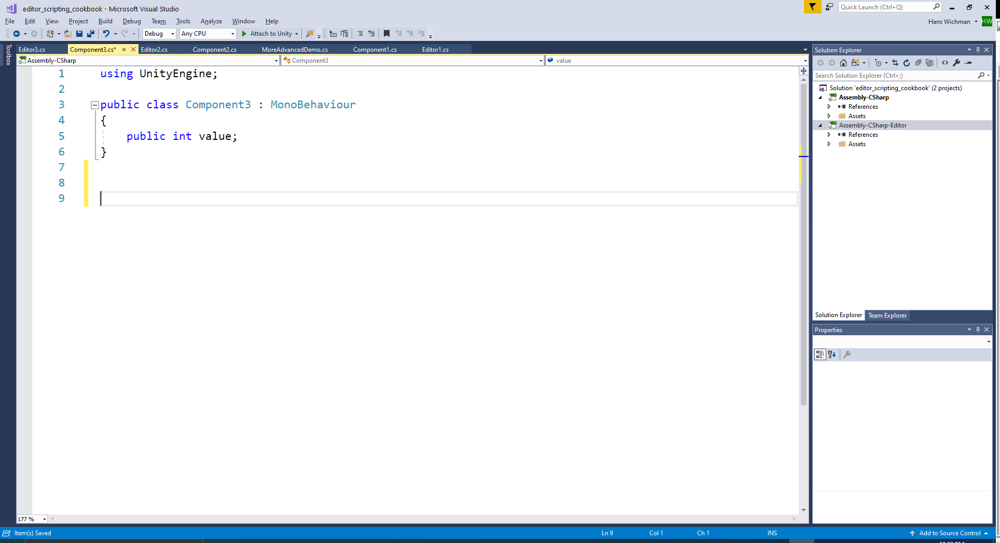 editor_scripting_cookbook - Microsoft Visual Studio
Quick Launch (Ctrl+Q)
File Edit View Project Build Debug Team Tools Analyze Window Help
Hans Wichman HW
Debug Any CPU Attach to Unity
Toolbox
Editor3.cs Component3.cs* Editor2.cs Component2.cs MoreAdvancedDemo.cs Component1.cs Editor1.cs
Assembly-CSharp Component3 value
1 using UnityEngine;
2
3 public class Component3 : MonoBehaviour
4 {
5 public int value;
6 }
7
8
9
177 %
Solution Explorer
Search Solution Explorer (Ctrl+;)
Solution 'editor_scripting_cookbook' (2 projects)
Assembly-CSharp
References
Assets
Assembly-CSharp-Editor
References
Assets
Solution Explorer Team Explorer
Properties
Item(s) Saved Ln 9 Col 1 Ch 1 INS Add to Source Control